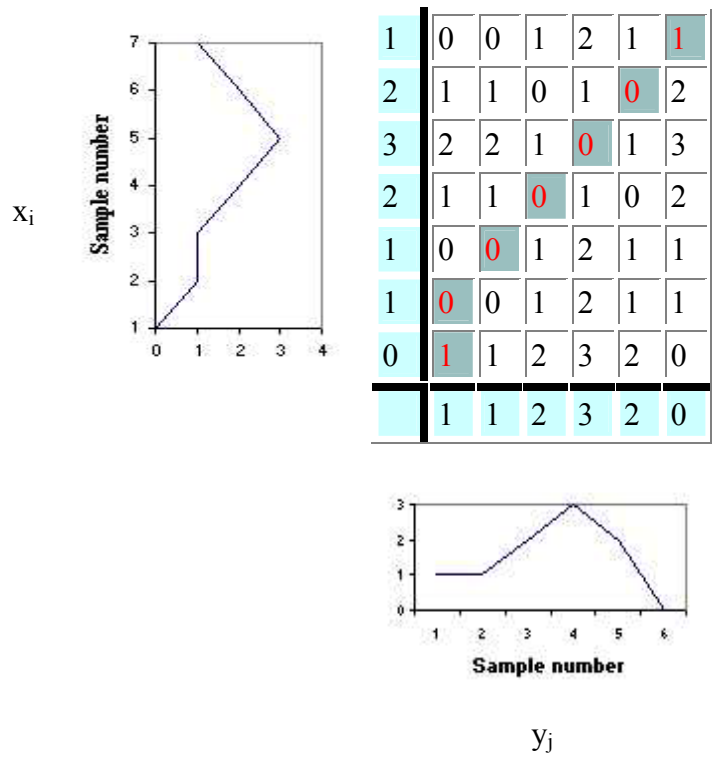 x_i
Sample number
7
6
5
4
3
2
1
0 1 2 3 4
1 0 0 1 2 1 1
2 1 1 0 1 0 2
3 2 2 1 0 1 3
2 1 1 0 1 0 2
1 0 0 1 2 1 1
1 0 0 1 2 1 1
0 1 1 2 3 2 0
1 1 2 3 2 0
3
2
1
0
1 2 3 4 5 6
Sample number
y_j